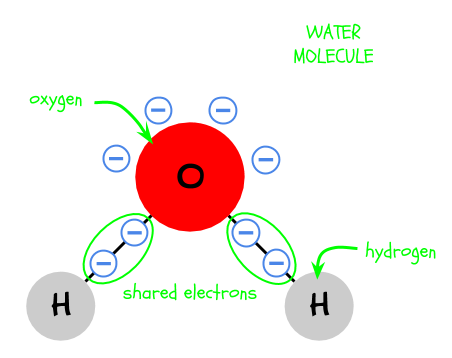 WATER
MOLECULE
oxygen
O
hydrogen
shared electrons
H
H